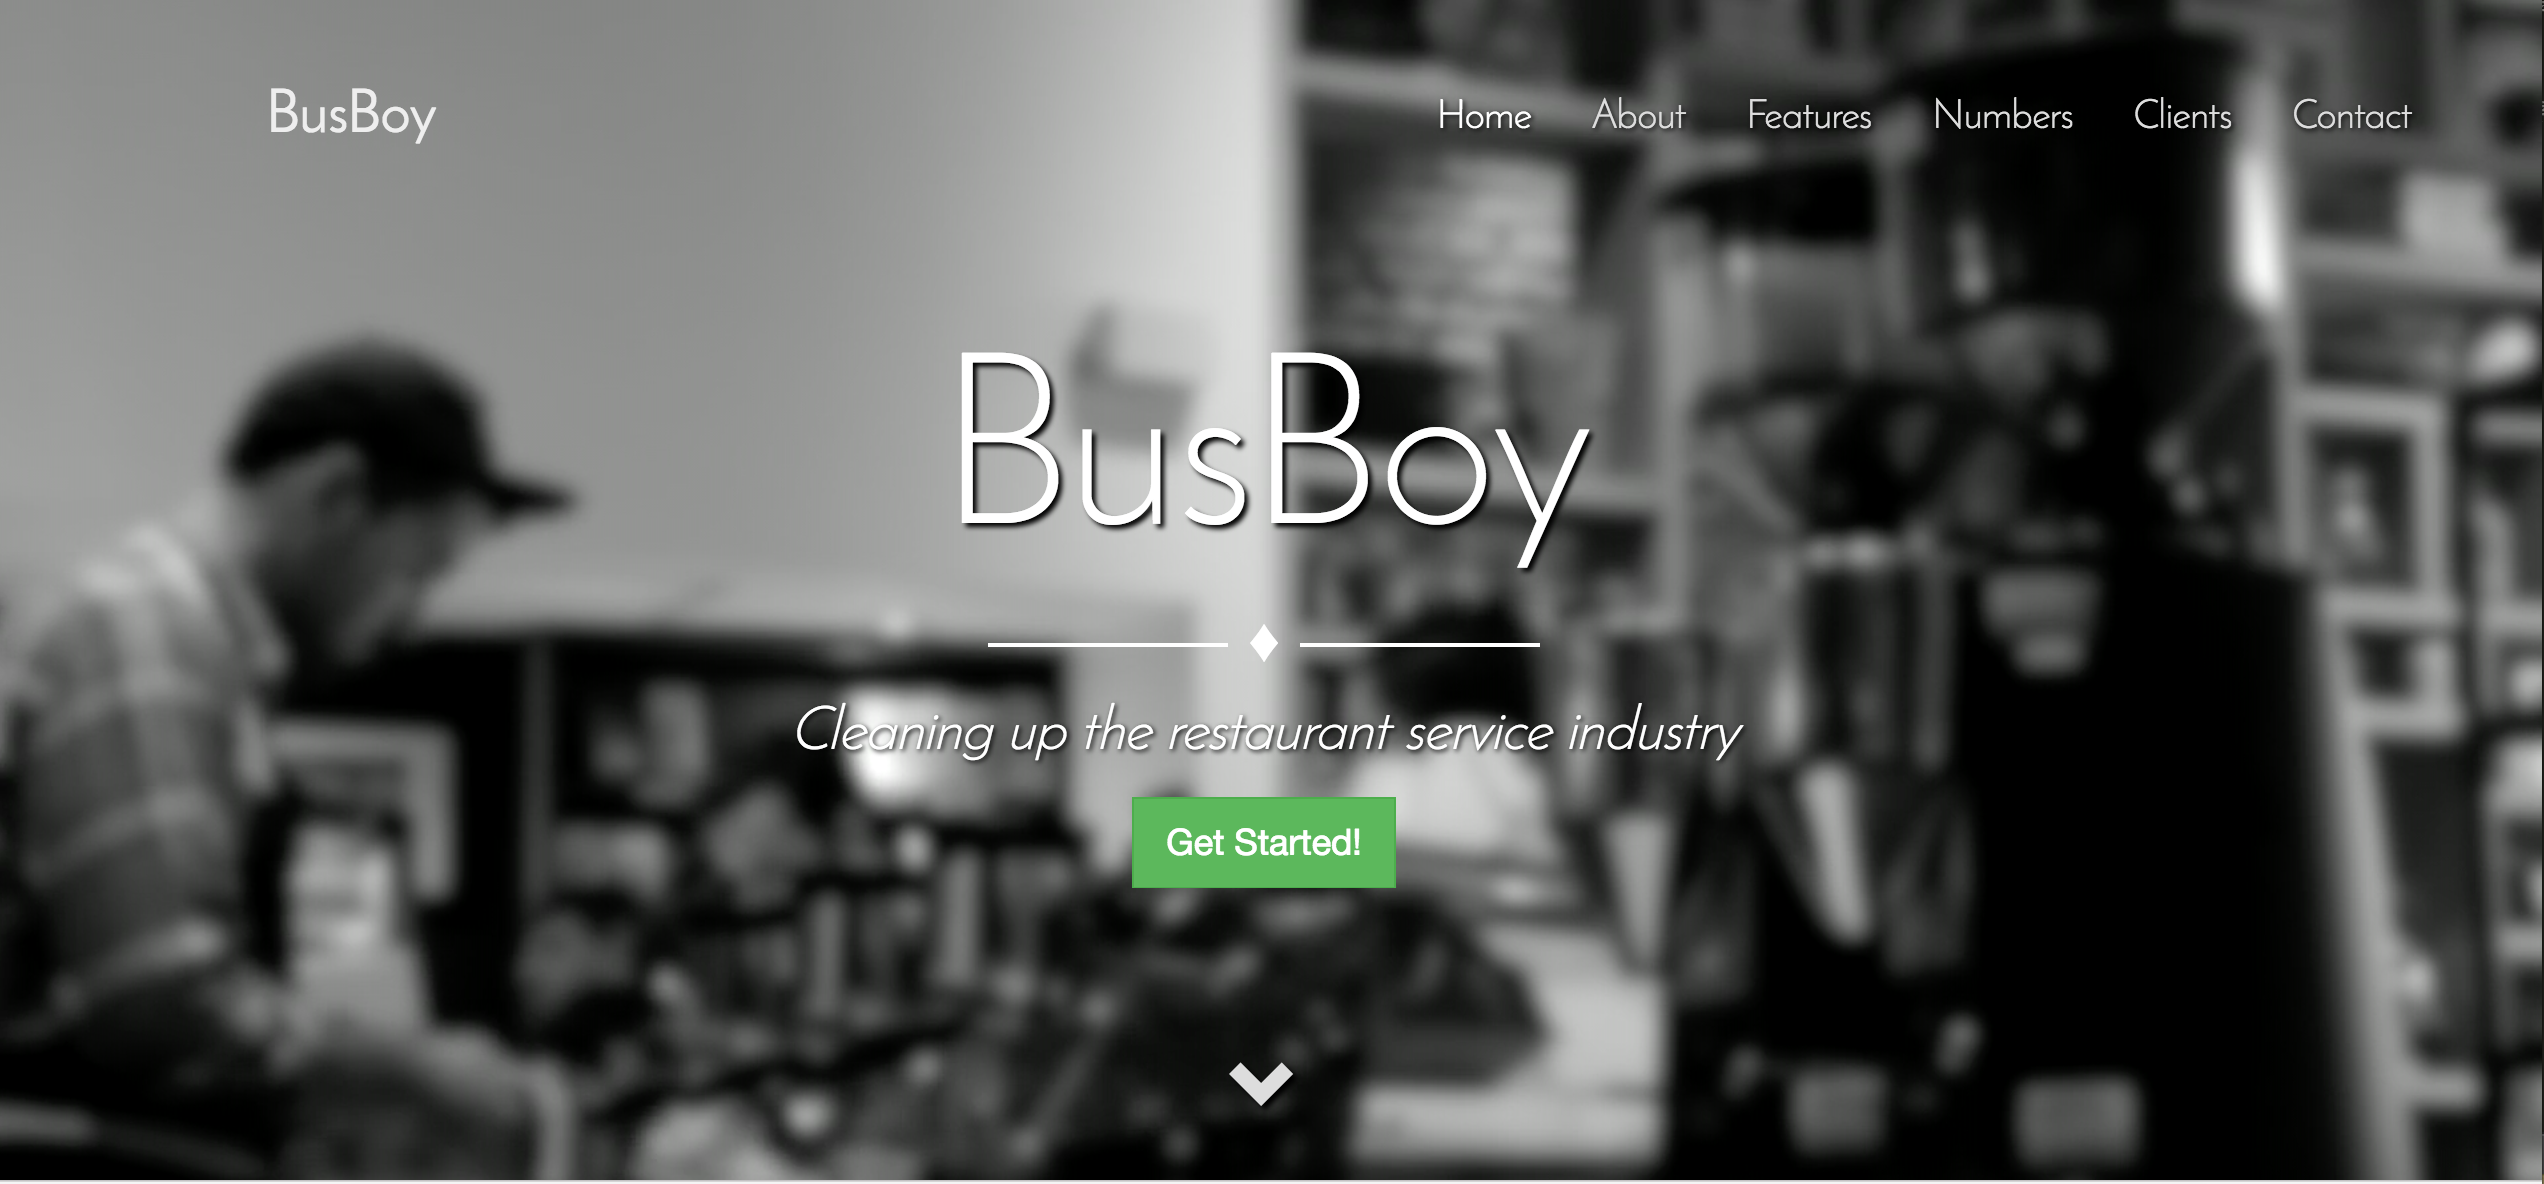 BusBoy
Home About Features Numbers Clients Contact
BusBoy
Cleaning up the restaurant service industry
Get Started!